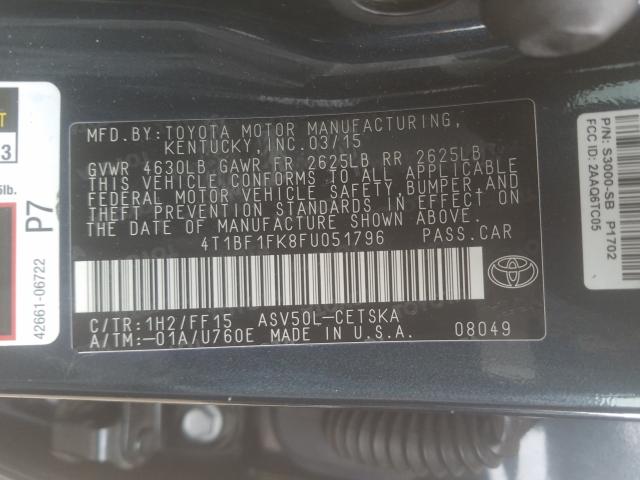 MFD.BY:TOYOTA MOTOR MANUFACTURING,
KENTUCKY,INC.03/15
GVWR 4630LB GAWR FR 2625LB RR 2625LB
THIS VEHICLE CONFORMS TO ALL APPLICABLE
FEDERAL MOTOR VEHICLE SAFETY,BUMPER,AND
THEFT PREVENTION STANDARDS IN EFFECT ON
THE DATE OF MANUFACTURE SHOWN ABOVE.
4T1BF1FK8FU051796 PASS.CAR
C/TR:1H2/FF15 ASV50L-CETSKA
A/TM:-01A/U760E MADE IN U.S.A. 08049
TOYOTA
3
lb.
P7
42661-06722
P/N: S3000-SB P1702
FCC ID: 2AAQ6TC05